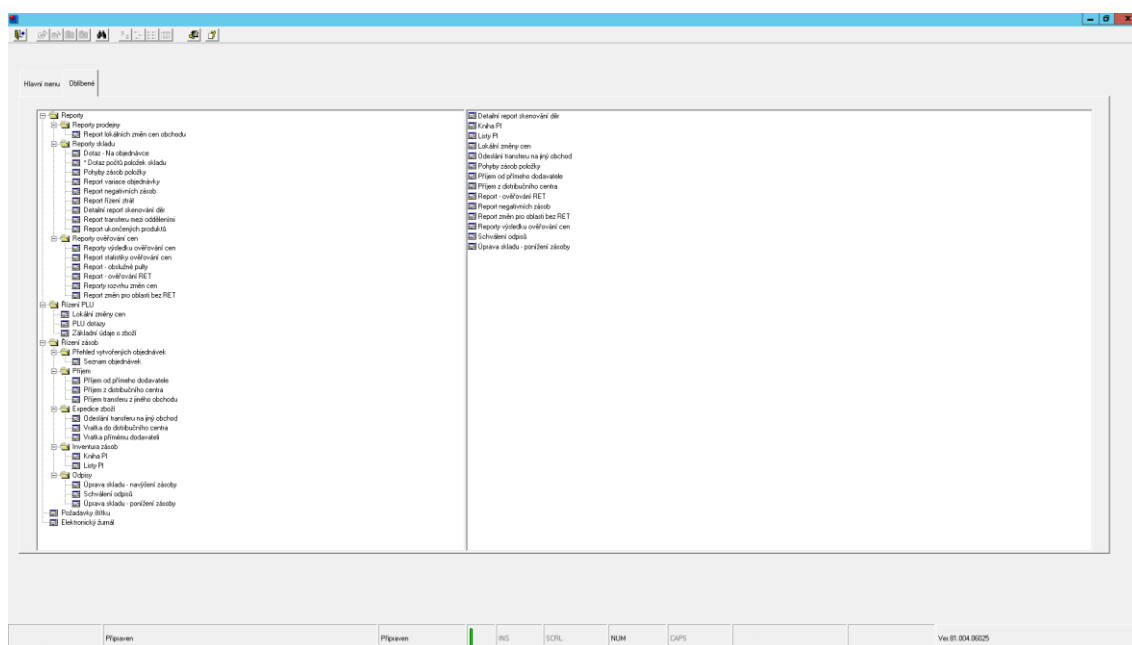 Hlavní menu Oblíbené
Reporty
Reporty prodejny
Report lokálních změn cen obchodu
Reporty skladu
Dotaz - Na objednávce
* Dotaz počtů položek skladu
Pohyby zásob položky
Report variace objednávky
Report negativních zásob
Report řízení ztrát
Detailní report skenování děr
Report transferu mezi odděleními
Report ukončených produktů
Reporty ověřování cen
Reporty výsledku ověřování cen
Report statistiky ověřování cen
Report - obslužné pulty
Report - ověřování RET
Reporty rozvrhu změn cen
Report změn pro oblasti bez RET
Řízení PLU
Lokální změny cen
PLU dotazy
Základní údaje o zboží
Řízení zásob
Přehled vytvořených objednávek
Seznam objednávek
Příjem
Příjem od přímeho dodavatele
Příjem z distribučního centra
Příjem transferu z jiného obchodu
Expedice zboží
Odeslání transferu na jiný obchod
Vratka do distribučního centra
Vratka přímému dodavateli
Inventura zásob
Kniha PI
Listy PI
Odpisy
Úprava skladu - navýšení zásoby
Schválení odpisů
Úprava skladu - ponížení zásoby
Požadavky štítku
Elektronický žurnál
Detailní report skenování děr
Kniha PI
Listy PI
Lokální změny cen
Odeslání transferu na jiný obchod
Pohyby zásob položky
Příjem od přímeho dodavatele
Příjem z distribučního centra
Report - ověřování RET
Report negativních zásob
Report změn pro oblasti bez RET
Reporty výsledku ověřování cen
Schválení odpisů
Úprava skladu - ponížení zásoby
Připraven Připraven INS SCRL NUM CAPS Ver.81.004.06025